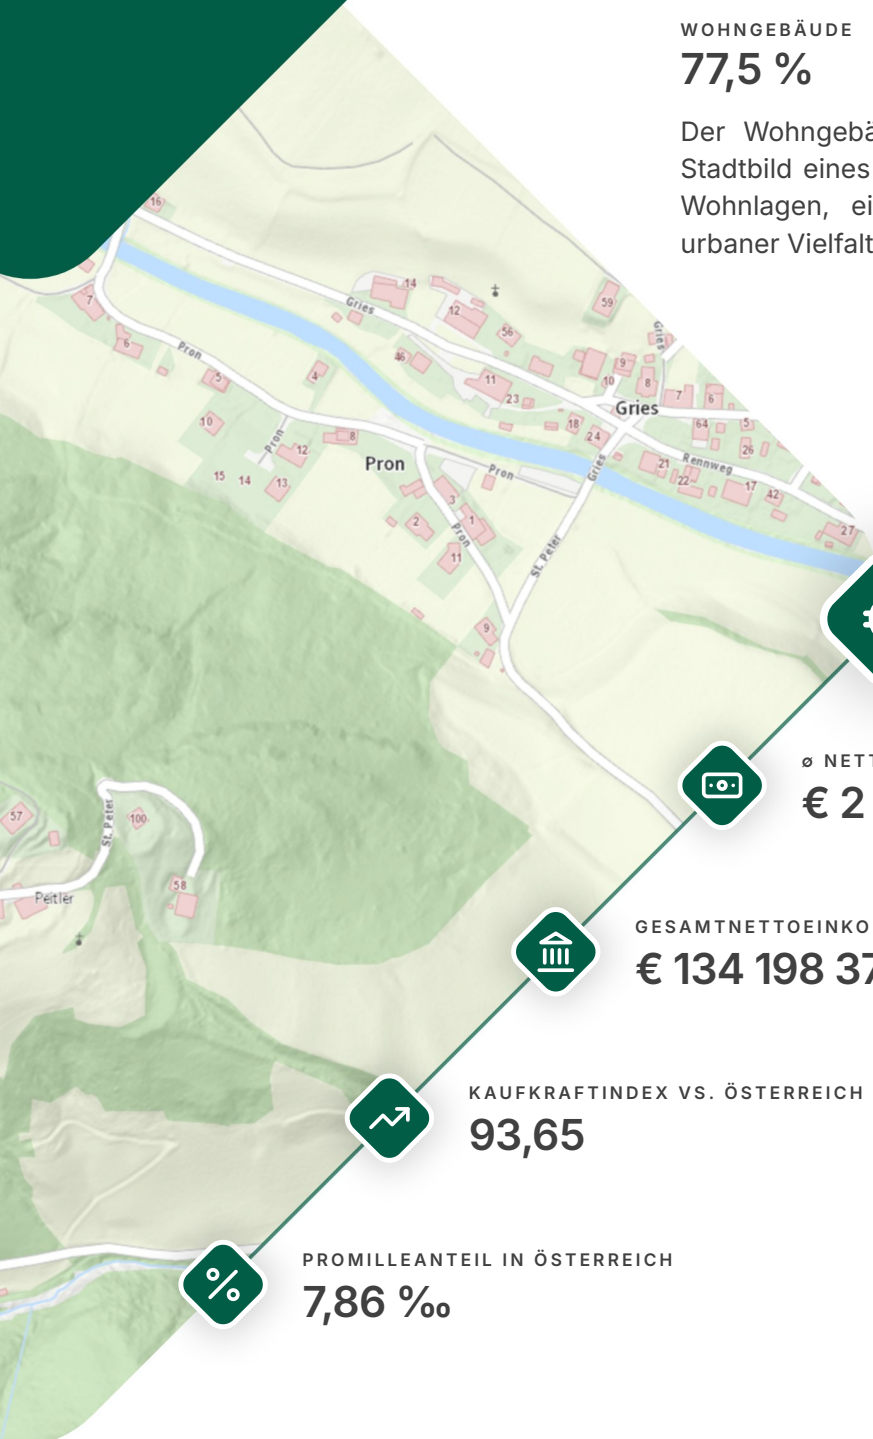 WOHNGEBÄUDE
77,5 %
Der Wohngebä
Stadtbild eines
Wohnlagen, ei
urbaner Vielfalt
16
14
Gries
12
59
56
Gries
7
6
Pron
46
9
5
4
11
10
8
7
6
23
Gries
10
18
64
5
Pron
12
8
24
26
Pron
Gries
21
Rennweg
15
14
13
Pron
22
17
42
3
2
1
Pron
27
11
St. Peter
9
ø NETT
€ 2
57
St. Peter
100
58
Peitler
GESAMTNETTOEINKO
€ 134 198 37
KAUFKRAFTINDEX VS. ÖSTERREICH
93,65
PROMILLEANTEIL IN ÖSTERREICH
7,86 ‰